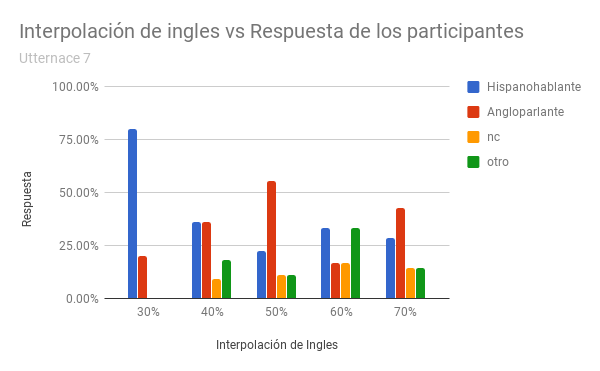 Interpolación de ingles vs Respuesta de los participantes
Utternace 7
100.00%
75.00%
50.00%
25.00%
0.00%
Respuesta
30%
40%
50%
60%
70%
Interpolación de Ingles
Hispanohablante
Angloparlante
nc
otro